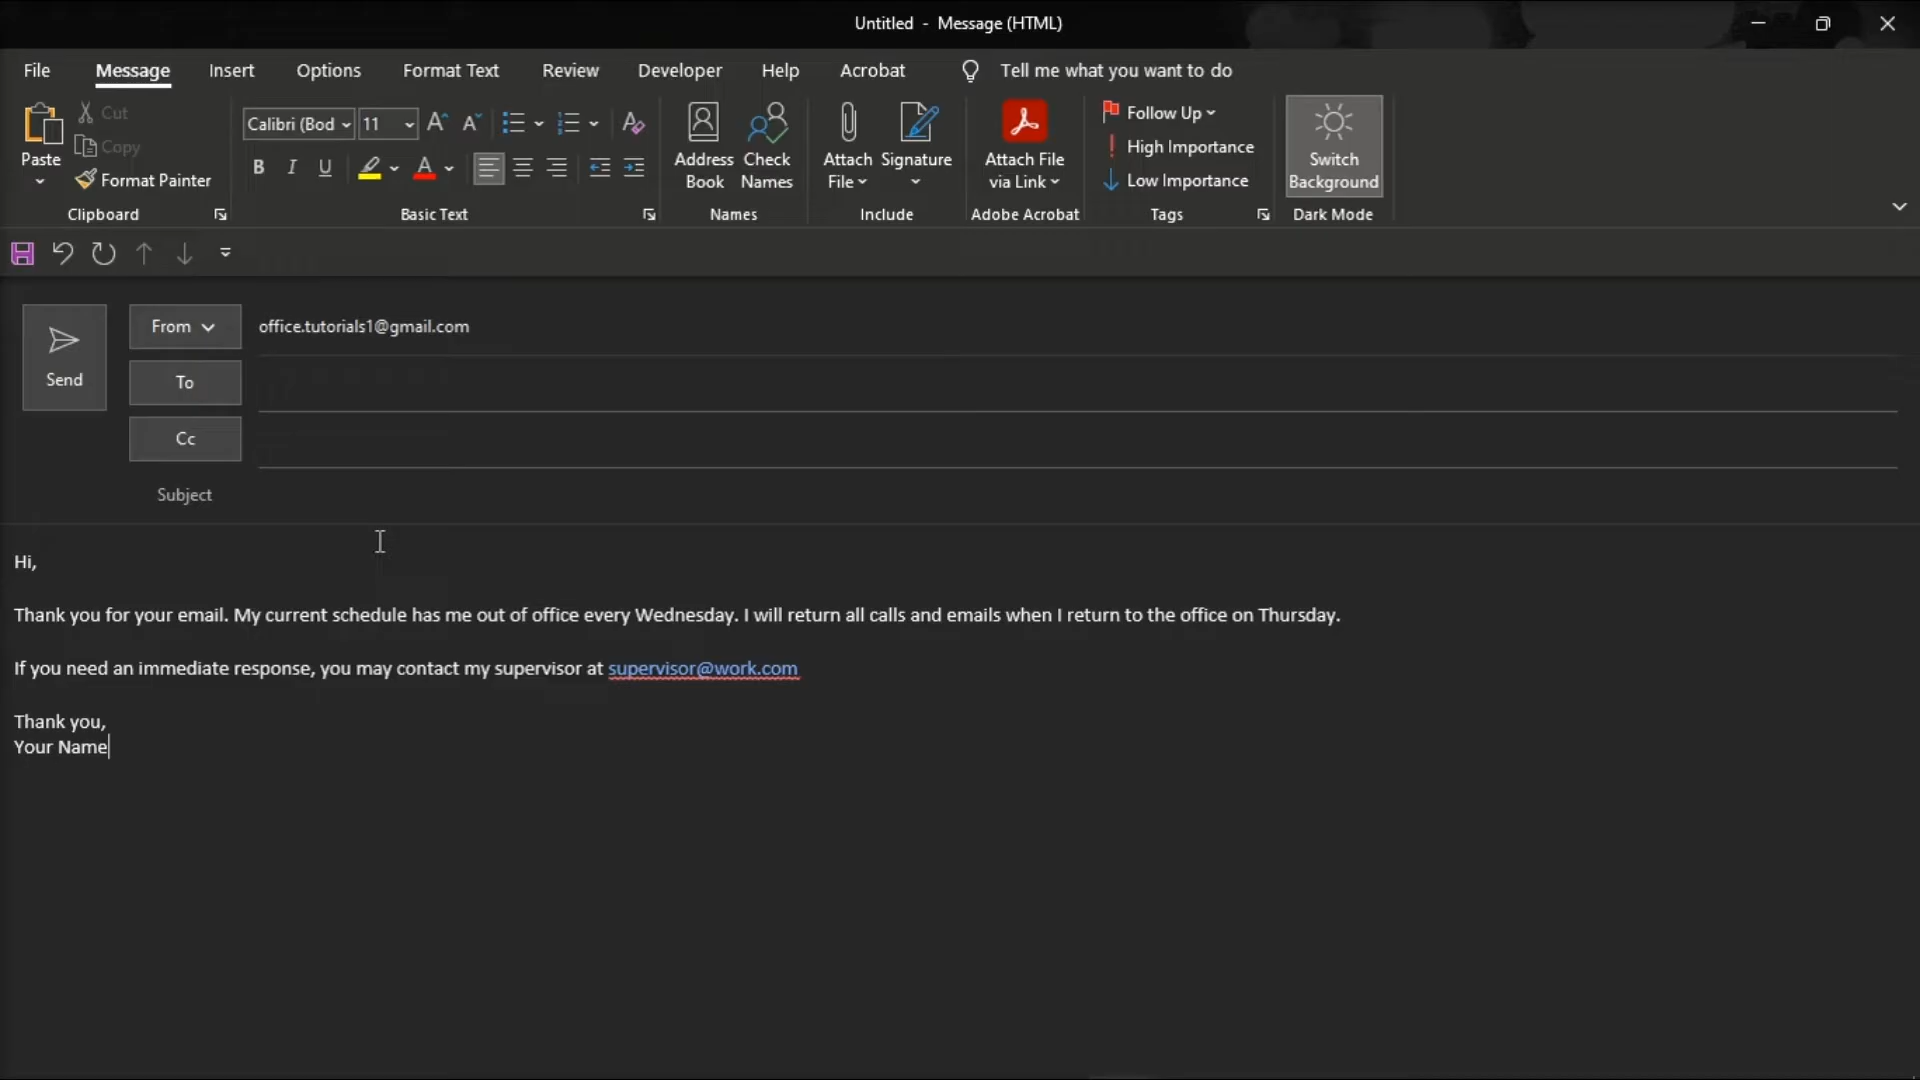 Untitled - Message (HTML)
File Message Insert Options Format Text Review Developer Help Acrobat Tell me what you want to do
Paste
Cut
Copy
Format Painter
Clipboard
Calibri (Bod 11
B I U
Basic Text
Address Book
Check Names
Names
Attach File
Signature
Include
Attach File via Link
Adobe Acrobat
Follow Up
High Importance
Low Importance
Tags
Switch Background
Dark Mode
Send
From office.tutorials1@gmail.com
To
Cc
Subject
Hi,
Thank you for your email. My current schedule has me out of office every Wednesday. I will return all calls and emails when I return to the office on Thursday.
If you need an immediate response, you may contact my supervisor at supervisor@work.com
Thank you,
Your Name